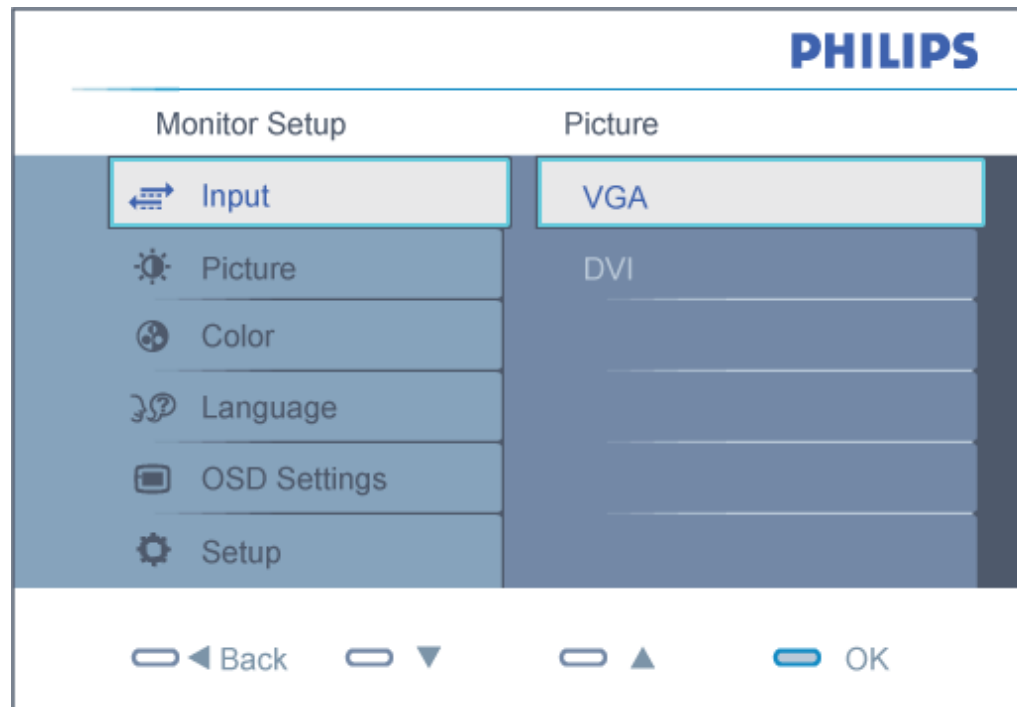 PHILIPS
Monitor Setup Picture
Input VGA
Picture DVI
Color
Language
OSD Settings
Setup
Back OK